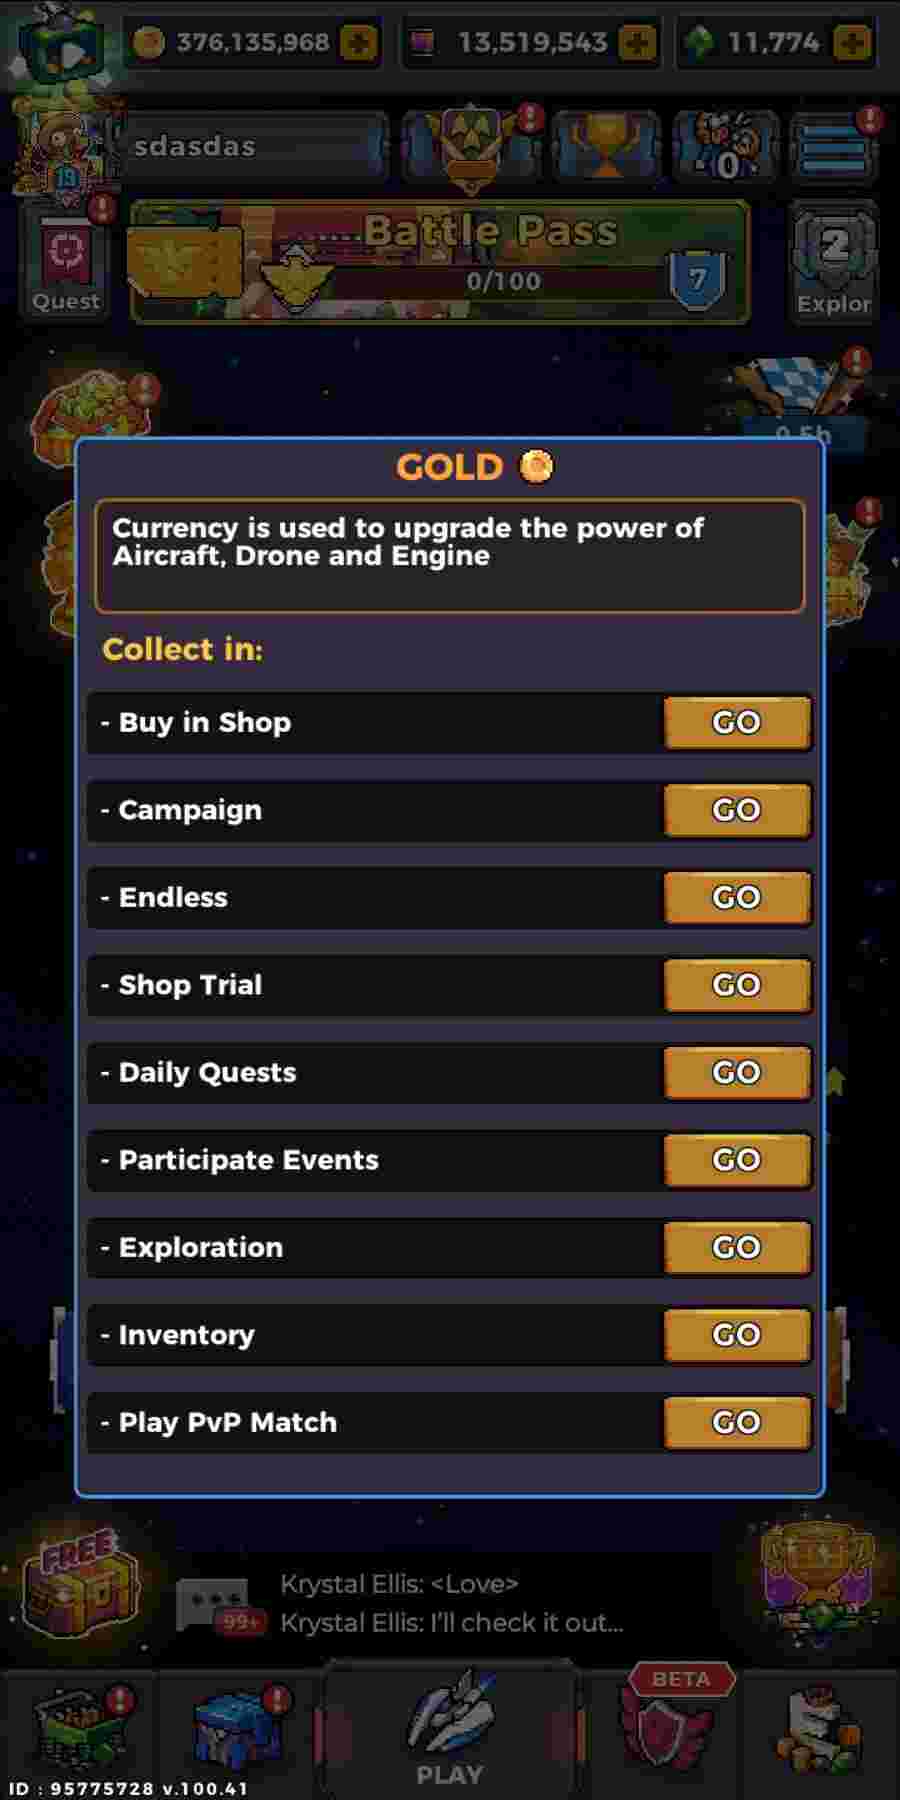 376,135,968
13,519,543
11,774
19
sdasdas
0
Quest
Battle Pass
0/100
7
2
Explor
GOLD
Currency is used to upgrade the power of
Aircraft, Drone and Engine
Collect in:
- Buy in Shop GO
- Campaign GO
- Endless GO
- Shop Trial GO
- Daily Quests GO
- Participate Events GO
- Exploration GO
- Inventory GO
- Play PvP Match GO
FREE
Krystal Ellis: <Love>
99+
Krystal Ellis: I'll check it out...
BETA
PLAY
ID : 95775728 v.100.41